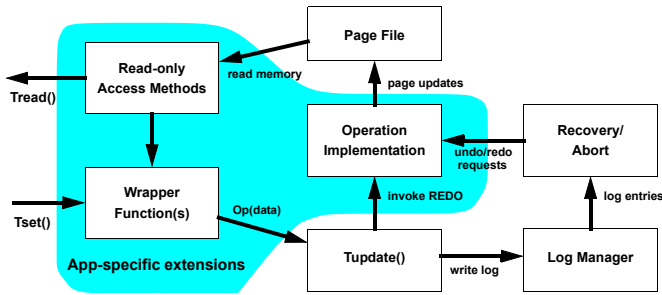 Page File
Read-only
Access Methods
read memory
Tread()
page updates
Operation
Implementation
Recovery/
Abort
undo/redo
requests
Wrapper
Function(s)
Op(data)
invoke REDO
log entries
Tset()
App-specific extensions
Tupdate()
write log
Log Manager